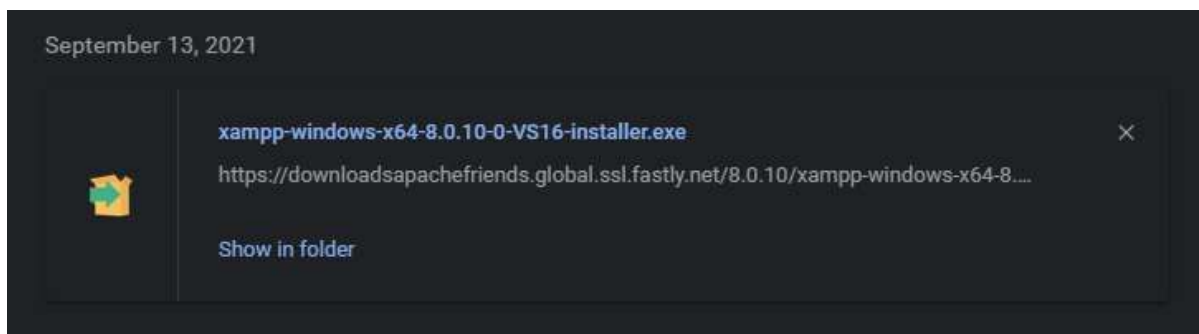 September 13, 2021
xampp-windows-x64-8.0.10-0-VS16-installer.exe
https://downloadsapachefriends.global.ssl.fastly.net/8.0.10/xampp-windows-x64-8....
Show in folder